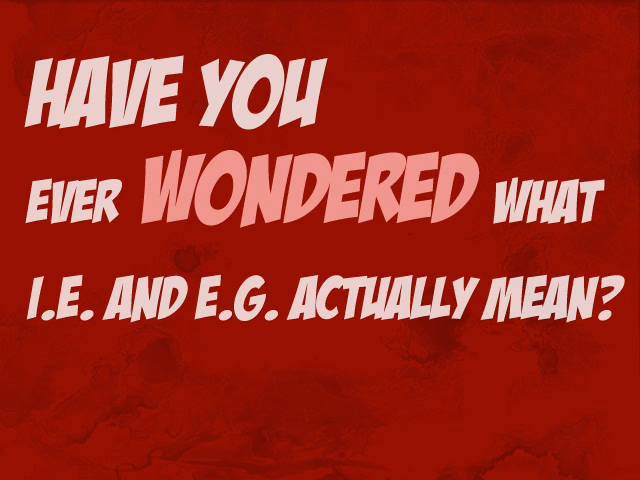 HAVE YOU
EVER WONDERED WHAT
I.E. AND E.G. ACTUALLY MEAN?